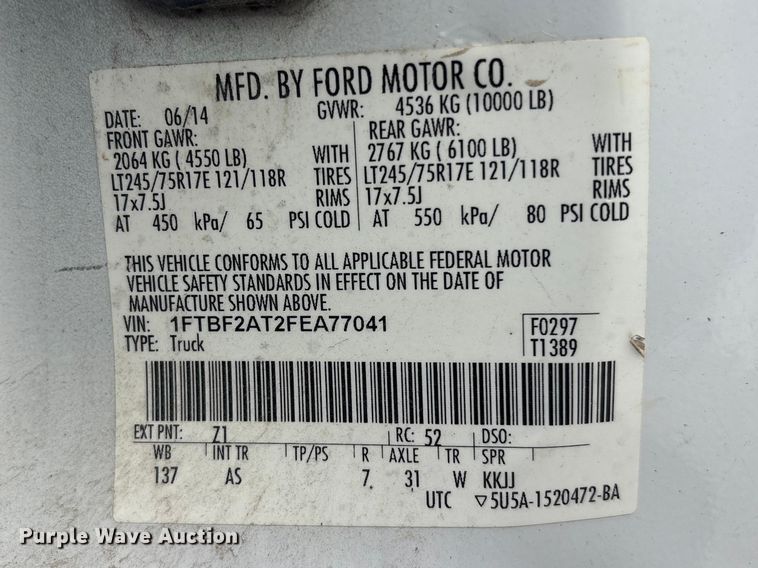 MFD. BY FORD MOTOR CO.
DATE: 06/14 GVWR: 4536 KG (10000 LB)
FRONT GAWR: REAR GAWR:
2064 KG ( 4550 LB) WITH 2767 KG ( 6100 LB) WITH
LT245/75R17E 121/118R TIRES LT245/75R17E 121/118R TIRES
17x7.5J RIMS 17x7.5J RIMS
AT 450 kPa/ 65 PSI COLD AT 550 kPa/ 80 PSI COLD
THIS VEHICLE CONFORMS TO ALL APPLICABLE FEDERAL MOTOR
VEHICLE SAFETY STANDARDS IN EFFECT ON THE DATE OF
MANUFACTURE SHOWN ABOVE.
VIN: 1FTBF2AT2FEA77041 F0297
TYPE: Truck T1389
EXT PNT: Z1 RC: 52 DSO:
WB INT TR TP/PS R AXLE TR SPR
137 AS 7 31 W KKJJ
UTC ▽5U5A-1520472-BA
Purple Wave Auction